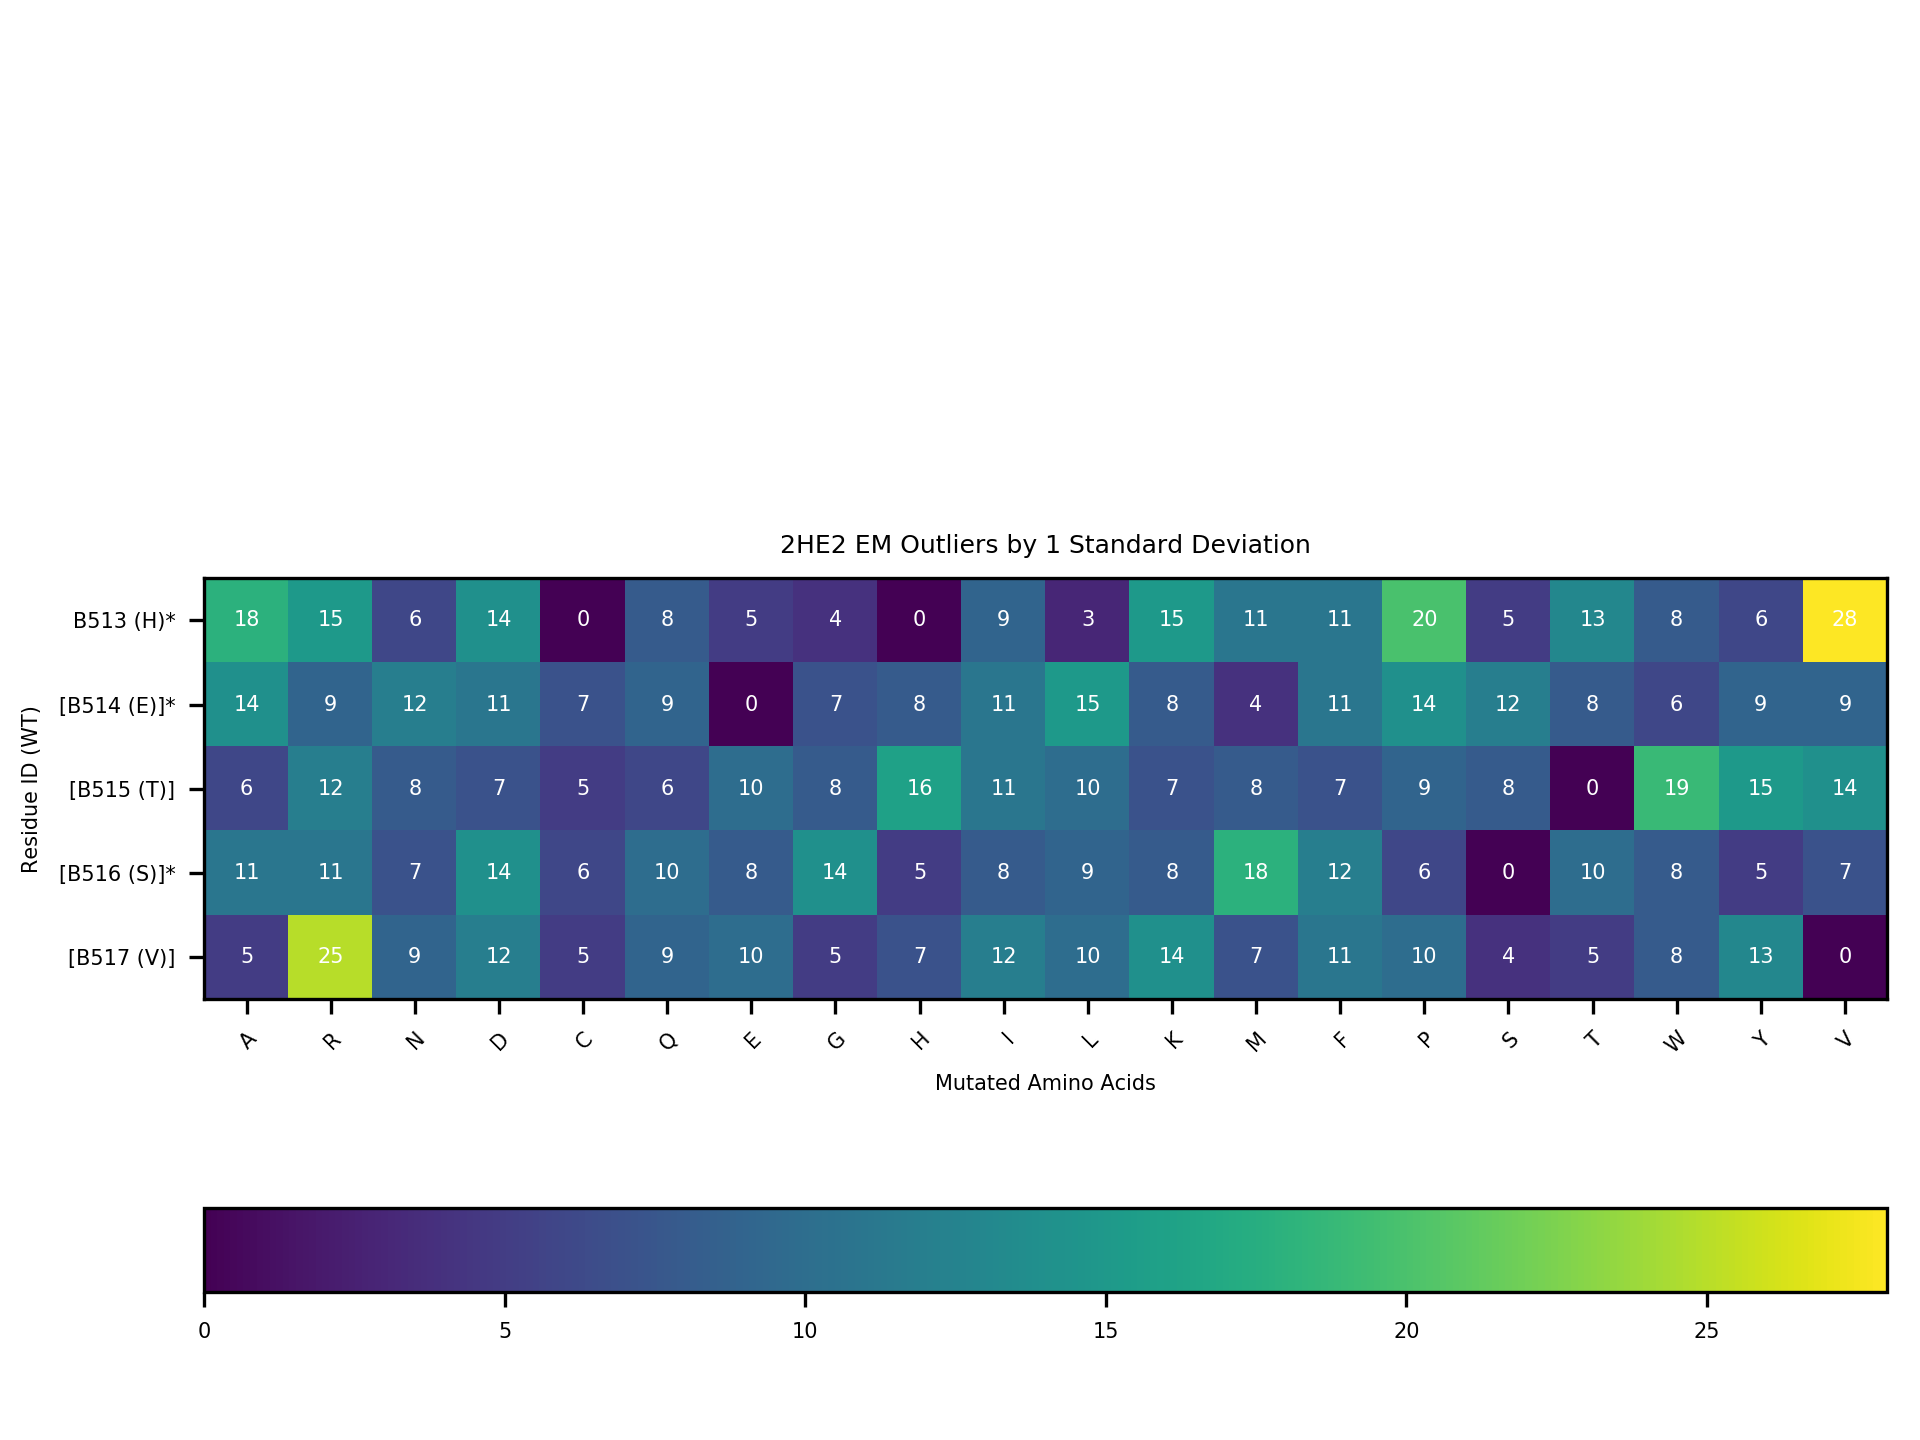 2HE2 EM Outliers by 1 Standard Deviation
Residue ID (WT)
B513 (H)* 18 15 6 14 0 8 5 4 0 9 3 15 11 11 20 5 13 8 6 28
[B514 (E)]* 14 9 12 11 7 9 0 7 8 11 15 8 4 11 14 12 8 6 9 9
[B515 (T)] 6 12 8 7 5 6 10 8 16 11 10 7 8 7 9 8 0 19 15 14
[B516 (S)]* 11 11 7 14 6 10 8 14 5 8 9 8 18 12 6 0 10 8 5 7
[B517 (V)] 5 25 9 12 5 9 10 5 7 12 10 14 7 11 10 4 5 8 13 0
A R N D C Q E G H I L K M F P S T W Y V
Mutated Amino Acids
0 5 10 15 20 25